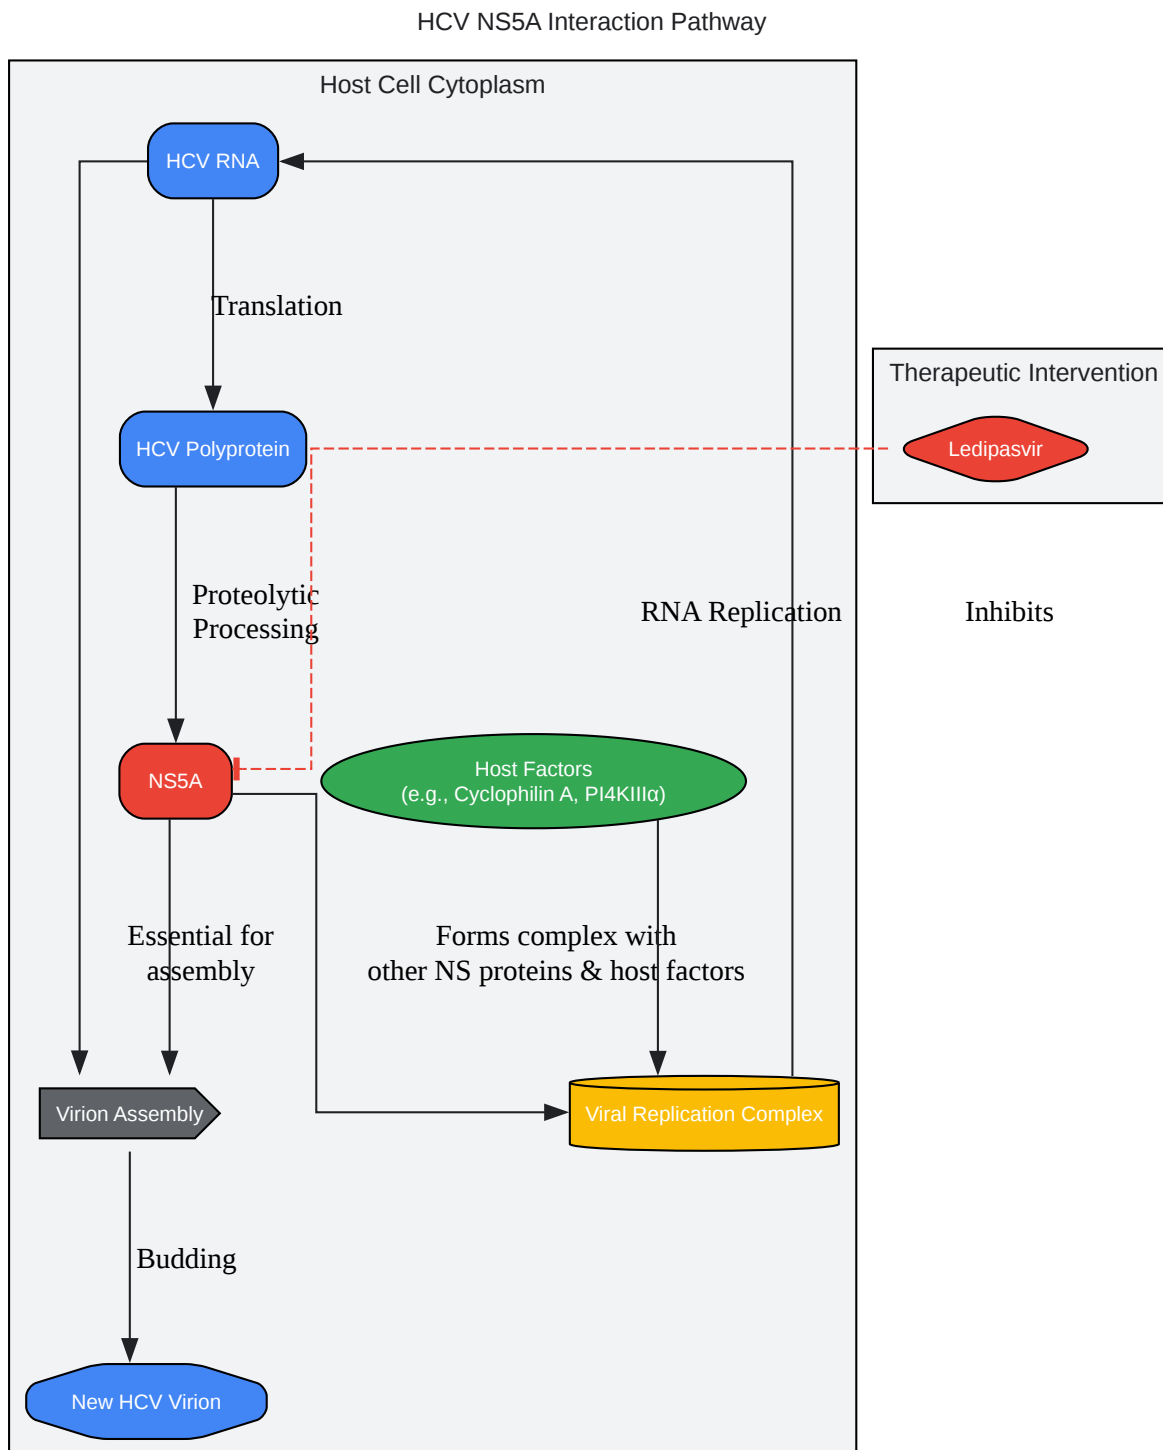 HCV NS5A Interaction Pathway
Host Cell Cytoplasm
HCV RNA
Translation
Therapeutic Intervention
HCV Polyprotein
Ledipasvir
Proteolytic
Processing
RNA Replication
Inhibits
NS5A
Host Factors
(e.g., Cyclophilin A, PI4KIIIα)
Essential for
assembly
Forms complex with
other NS proteins & host factors
Virion Assembly
Viral Replication Complex
Budding
New HCV Virion